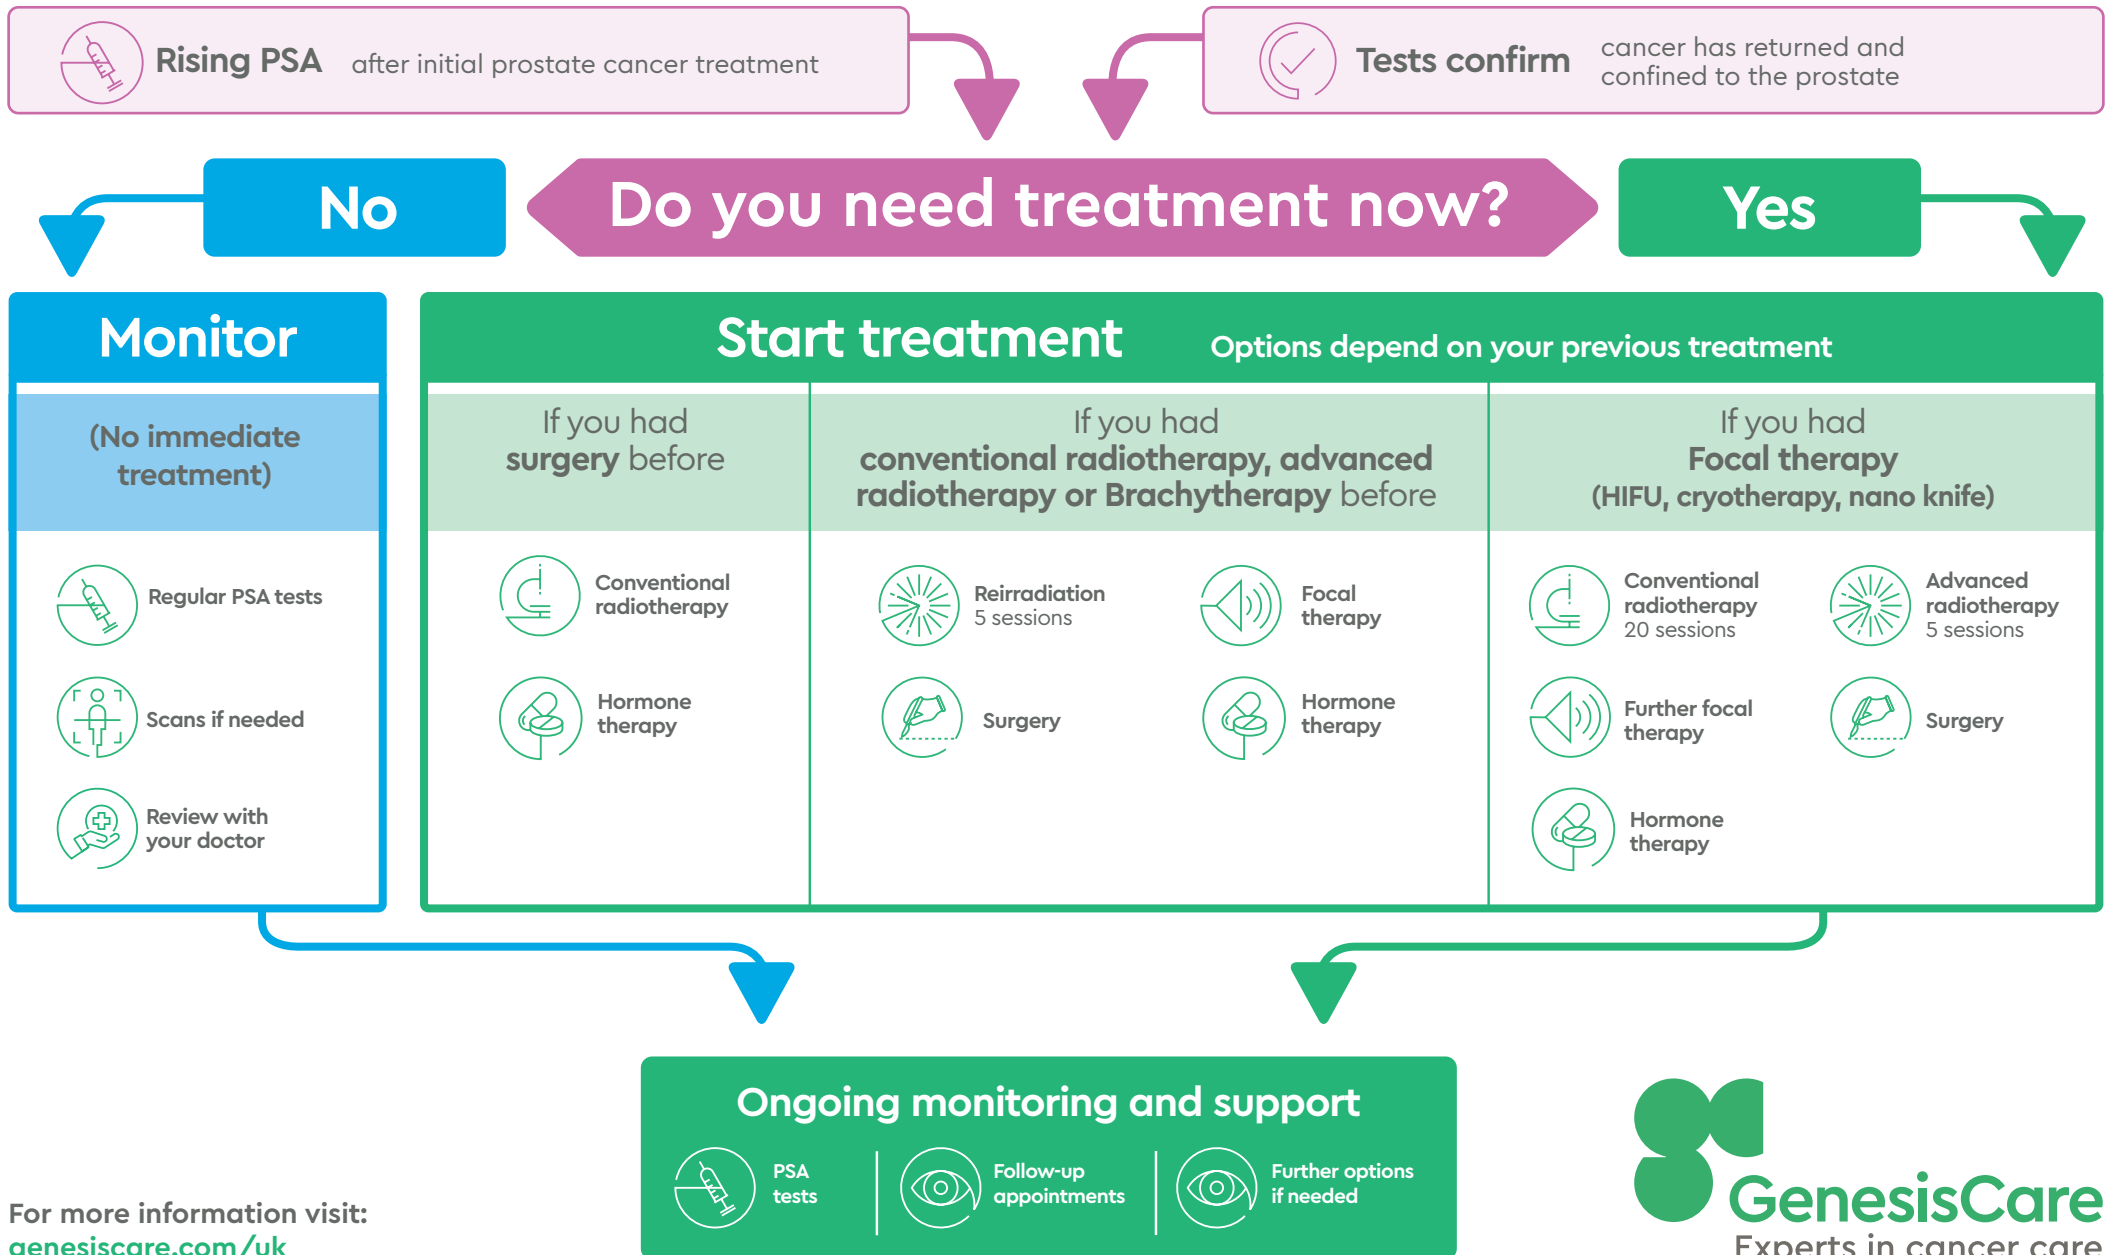 Rising PSA after initial prostate cancer treatment
Tests confirm cancer has returned and
confined to the prostate
No
Do you need treatment now?
Yes
Monitor
(No immediate
treatment)
Regular PSA tests
Scans if needed
Review with
your doctor
Start treatment Options depend on your previous treatment
If you had
surgery before
Conventional
radiotherapy
Hormone
therapy
If you had
conventional radiotherapy, advanced
radiotherapy or Brachytherapy before
Reirradiation
5 sessions
Focal
therapy
Surgery
Hormone
therapy
If you had
Focal therapy
(HIFU, cryotherapy, nano knife)
Conventional
radiotherapy
20 sessions
Advanced
radiotherapy
5 sessions
Further focal
therapy
Surgery
Hormone
therapy
Ongoing monitoring and support
PSA
tests
Follow-up
appointments
Further options
if needed
For more information visit:
genesiscare.com/uk
GenesisCare
Experts in cancer care